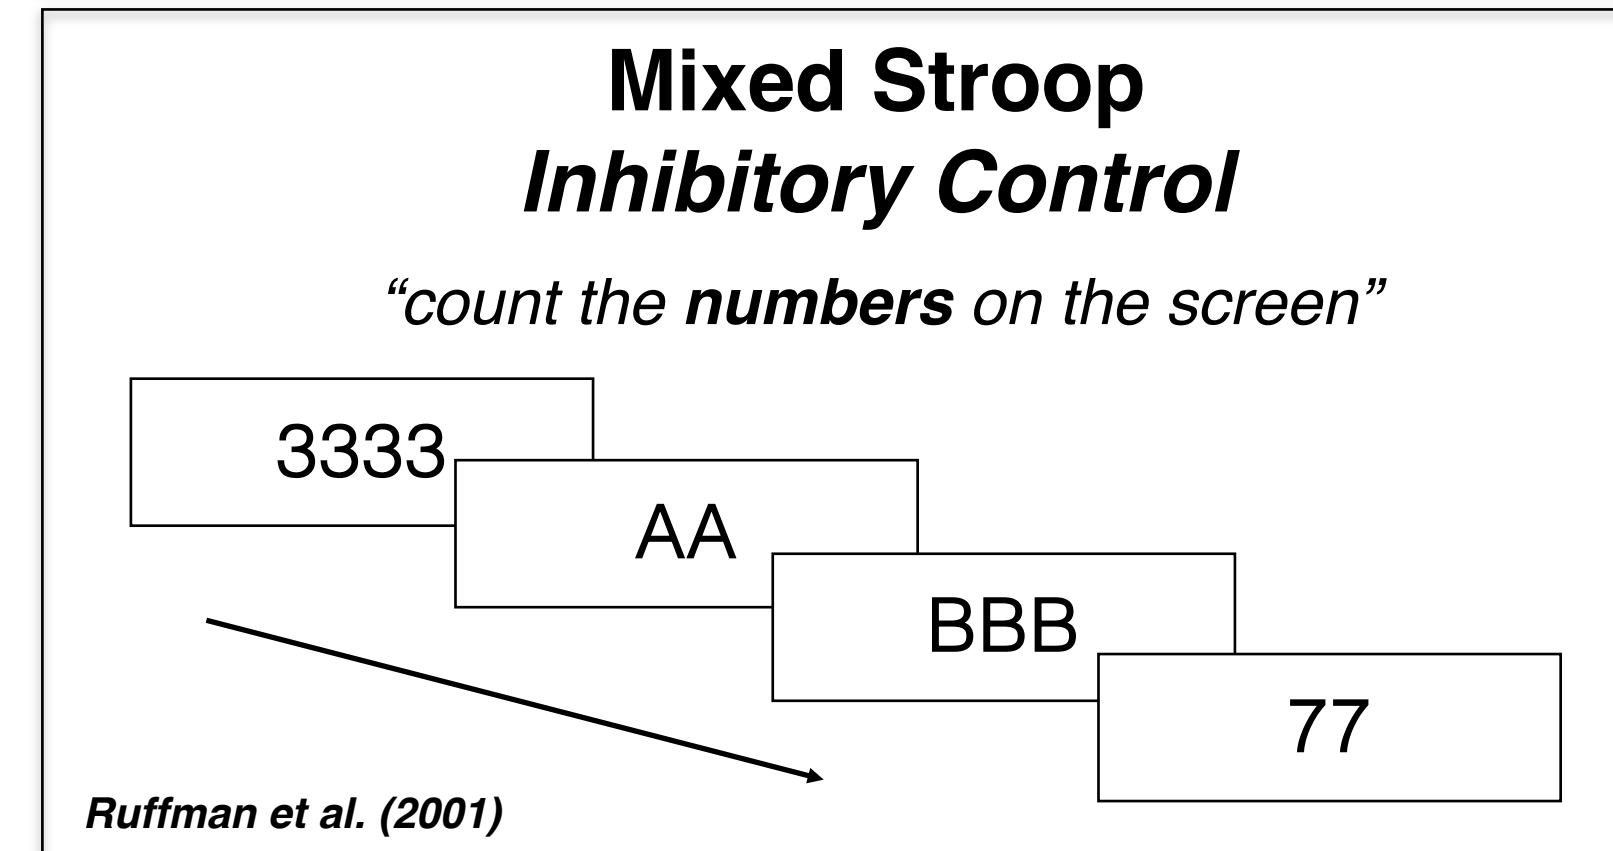 Mixed Stroop
Inhibitory Control
“count the numbers on the screen”
3333
AA
BBB
77
Ruffman et al. (2001)